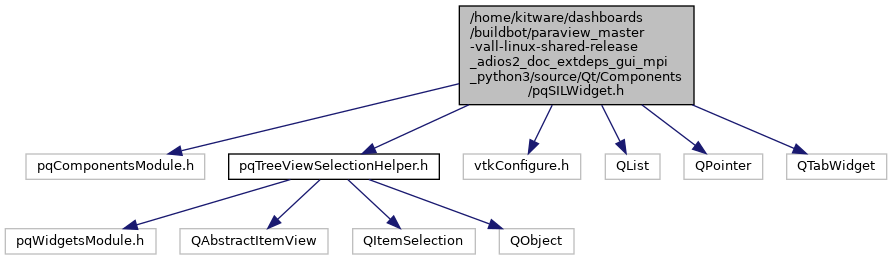 /home/kitware/dashboards
/buildbot/paraview_master
-vall-linux-shared-release
_adios2_doc_extdeps_gui_mpi
_python3/source/Qt/Components
/pqSILWidget.h
pqComponentsModule.h
pqTreeViewSelectionHelper.h
vtkConfigure.h
QList
QPointer
QTabWidget
pqWidgetsModule.h
QAbstractItemView
QItemSelection
QObject